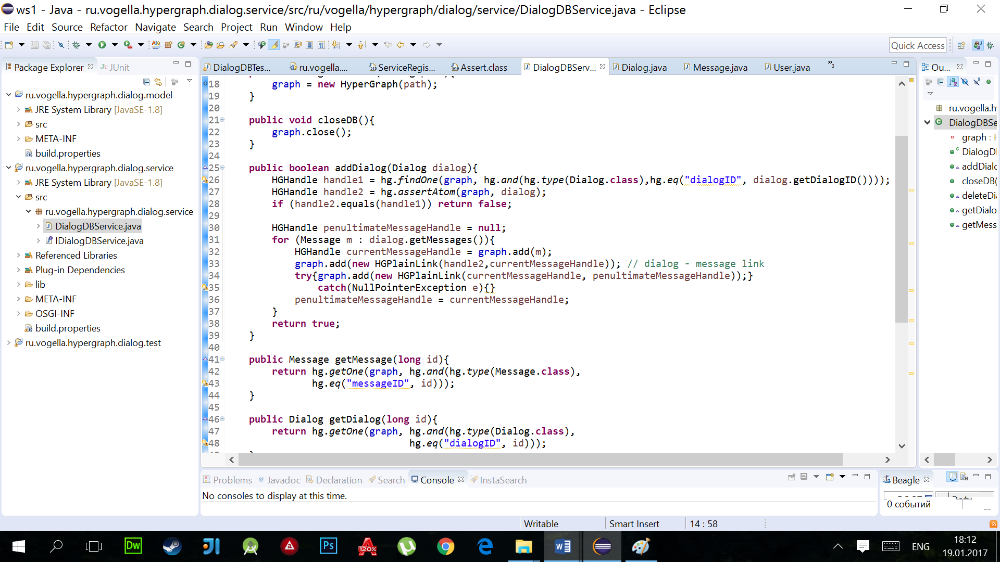 ws1 - Java - ru.vogella.hypergraph.dialog.service/src/ru/vogella/hypergraph/dialog/service/DialogDBService.java - Eclipse
File Edit Source Refactor Navigate Search Project Run Window Help
Quick Access
Package Explorer JUnit
ru.vogella.hypergraph.dialog.model
JRE System Library [JavaSE-1.8]
src
META-INF
build.properties
ru.vogella.hypergraph.dialog.service
JRE System Library [JavaSE-1.8]
src
ru.vogella.hypergraph.dialog.service
DialogDBService.java
IDialogDBService.java
Referenced Libraries
Plug-in Dependencies
lib
META-INF
OSGI-INF
build.properties
ru.vogella.hypergraph.dialog.test
DialogDBTes... ru.vogella.... ServiceRegis... Assert.class DialogDBServ... Dialog.java Message.java User.java 3
18 graph = new HyperGraph(path);
19 }
20
21 public void closeDB(){
22 graph.close();
23 }
24
25 public boolean addDialog(Dialog dialog){
26 HGHandle handle1 = hg.findOne(graph, hg.and(hg.type(Dialog.class),hg.eq("dialogID", dialog.getDialogID())));
27 HGHandle handle2 = hg.assertAtom(graph, dialog);
28 if (handle2.equals(handle1)) return false;
29
30 HGHandle penultimateMessageHandle = null;
31 for (Message m : dialog.getMessages()){
32 HGHandle currentMessageHandle = graph.add(m);
33 graph.add(new HGPlainLink(handle2,currentMessageHandle)); // dialog - message link
34 try{graph.add(new HGPlainLink(currentMessageHandle, penultimateMessageHandle));}
35 catch(NullPointerException e){}
36 penultimateMessageHandle = currentMessageHandle;
37 }
38 return true;
39 }
40
41 public Message getMessage(long id){
42 return hg.getOne(graph, hg.and(hg.type(Message.class),
43 hg.eq("messageID", id)));
44 }
45
46 public Dialog getDialog(long id){
47 return hg.getOne(graph, hg.and(hg.type(Dialog.class),
48 hg.eq("dialogID", id)));
Ou...
ru.vogella.h
DialogDBSe
graph : H
DialogD
addDialo
closeDB(
deleteDi
getDialo
getMess
Problems Javadoc Declaration Search Console InstaSearch
No consoles to display at this time.
Beagle
0 событий
Writable Smart Insert 14 : 58
Dw
Ps
120%
ENG
18:12
19.01.2017